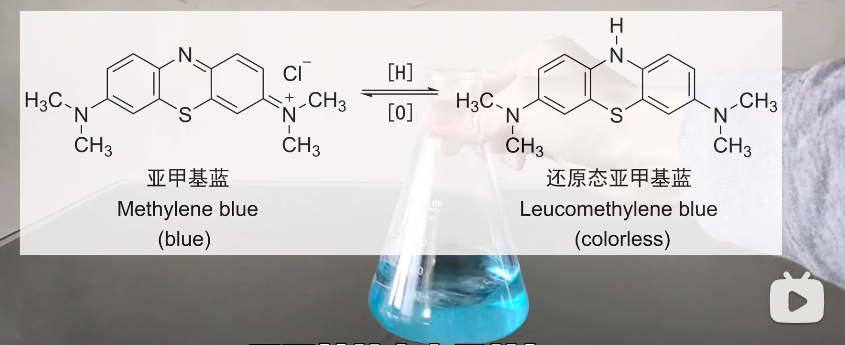 H
N
N
Cl⁻
[H]
H₃C
N
CH₃
S
N⁺
CH₃
CH₃
[O]
H₃C
N
CH₃
S
N
CH₃
CH₃
亚甲基蓝
还原态亚甲基蓝
Methylene blue
Leucomethylene blue
(blue)
(colorless)